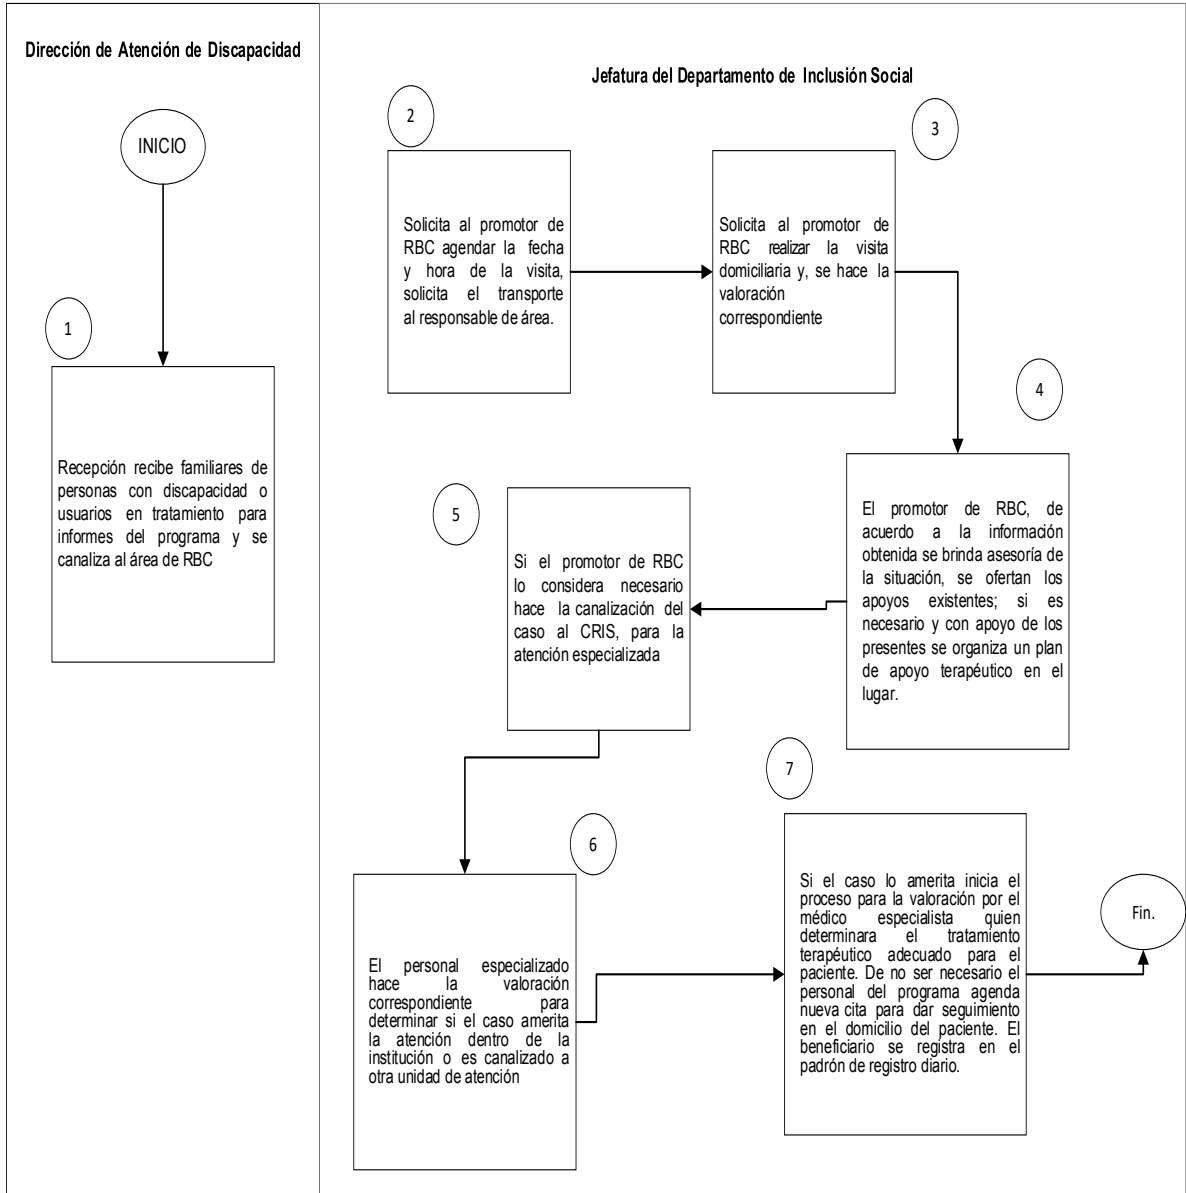 Dirección de Atención de Discapacidad
Jefatura del Departamento de Inclusión Social
INICIO
1
Recepción recibe familiares de
personas con discapacidad o
usuarios en tratamiento para
informes del programa y se
canaliza al área de RBC
2
Solicita al promotor de
RBC agendar la fecha
y hora de la visita,
solicita el transporte
al responsable de área.
3
Solicita al promotor de
RBC realizar la visita
domiciliaria y, se hace la
valoración
correspondiente
4
El promotor de RBC, de
acuerdo a la información
obtenida se brinda asesoría de
la situación, se ofertan los
apoyos existentes; si es
necesario y con apoyo de los
presentes se organiza un plan
de apoyo terapéutico en el
lugar.
5
Si el promotor de RBC
lo considera necesario
hace la canalización del
caso al CRIS, para la
atención especializada
6
El personal especializado
hace la valoración
correspondiente para
determinar si el caso amerita
la atención dentro de la
institución o es canalizado a
otra unidad de atención
7
Si el caso lo amerita inicia el
proceso para la valoración por el
médico especialista quien
determinara el tratamiento
terapéutico adecuado para el
paciente. De no ser necesario el
personal del programa agenda
nueva cita para dar seguimiento
en el domicilio del paciente. El
beneficiario se registra en el
padrón de registro diario.
Fin.